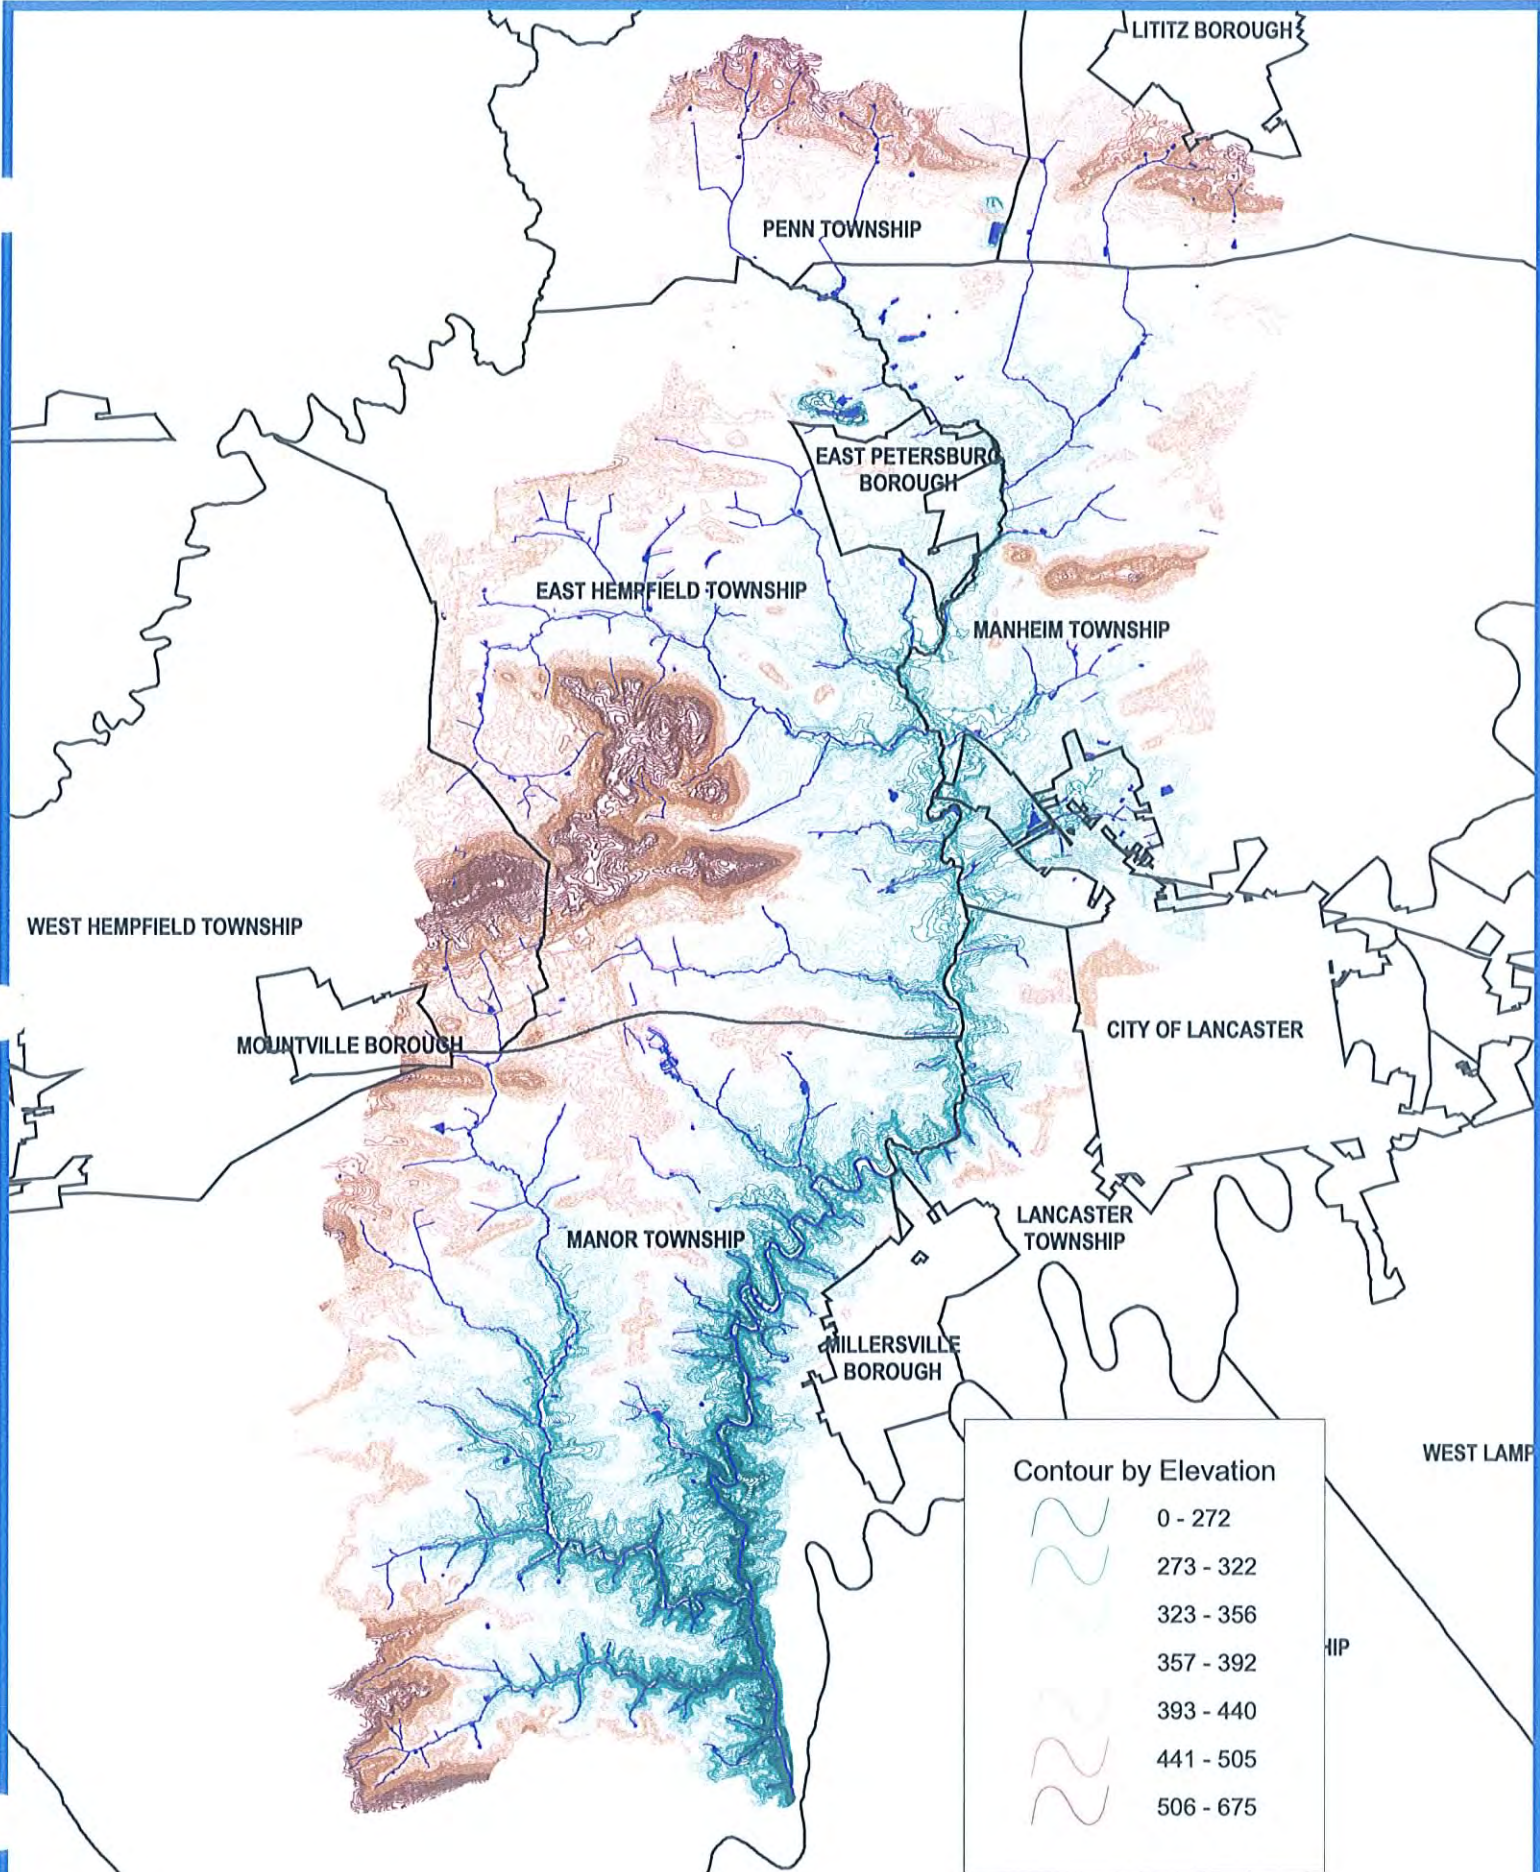 LITITZ BOROUGH
PENN TOWNSHIP
EAST PETERSBURG
BOROUGH
EAST HEMPFIELD TOWNSHIP
MANHEIM TOWNSHIP
WEST HEMPFIELD TOWNSHIP
CITY OF LANCASTER
MOUNTVILLE BOROUGH
LANCASTER
TOWNSHIP
MANOR TOWNSHIP
MILLERSVILLE
BOROUGH
WEST LAMP
HIP
Contour by Elevation
0 - 272
273 - 322
323 - 356
357 - 392
393 - 440
441 - 505
506 - 675